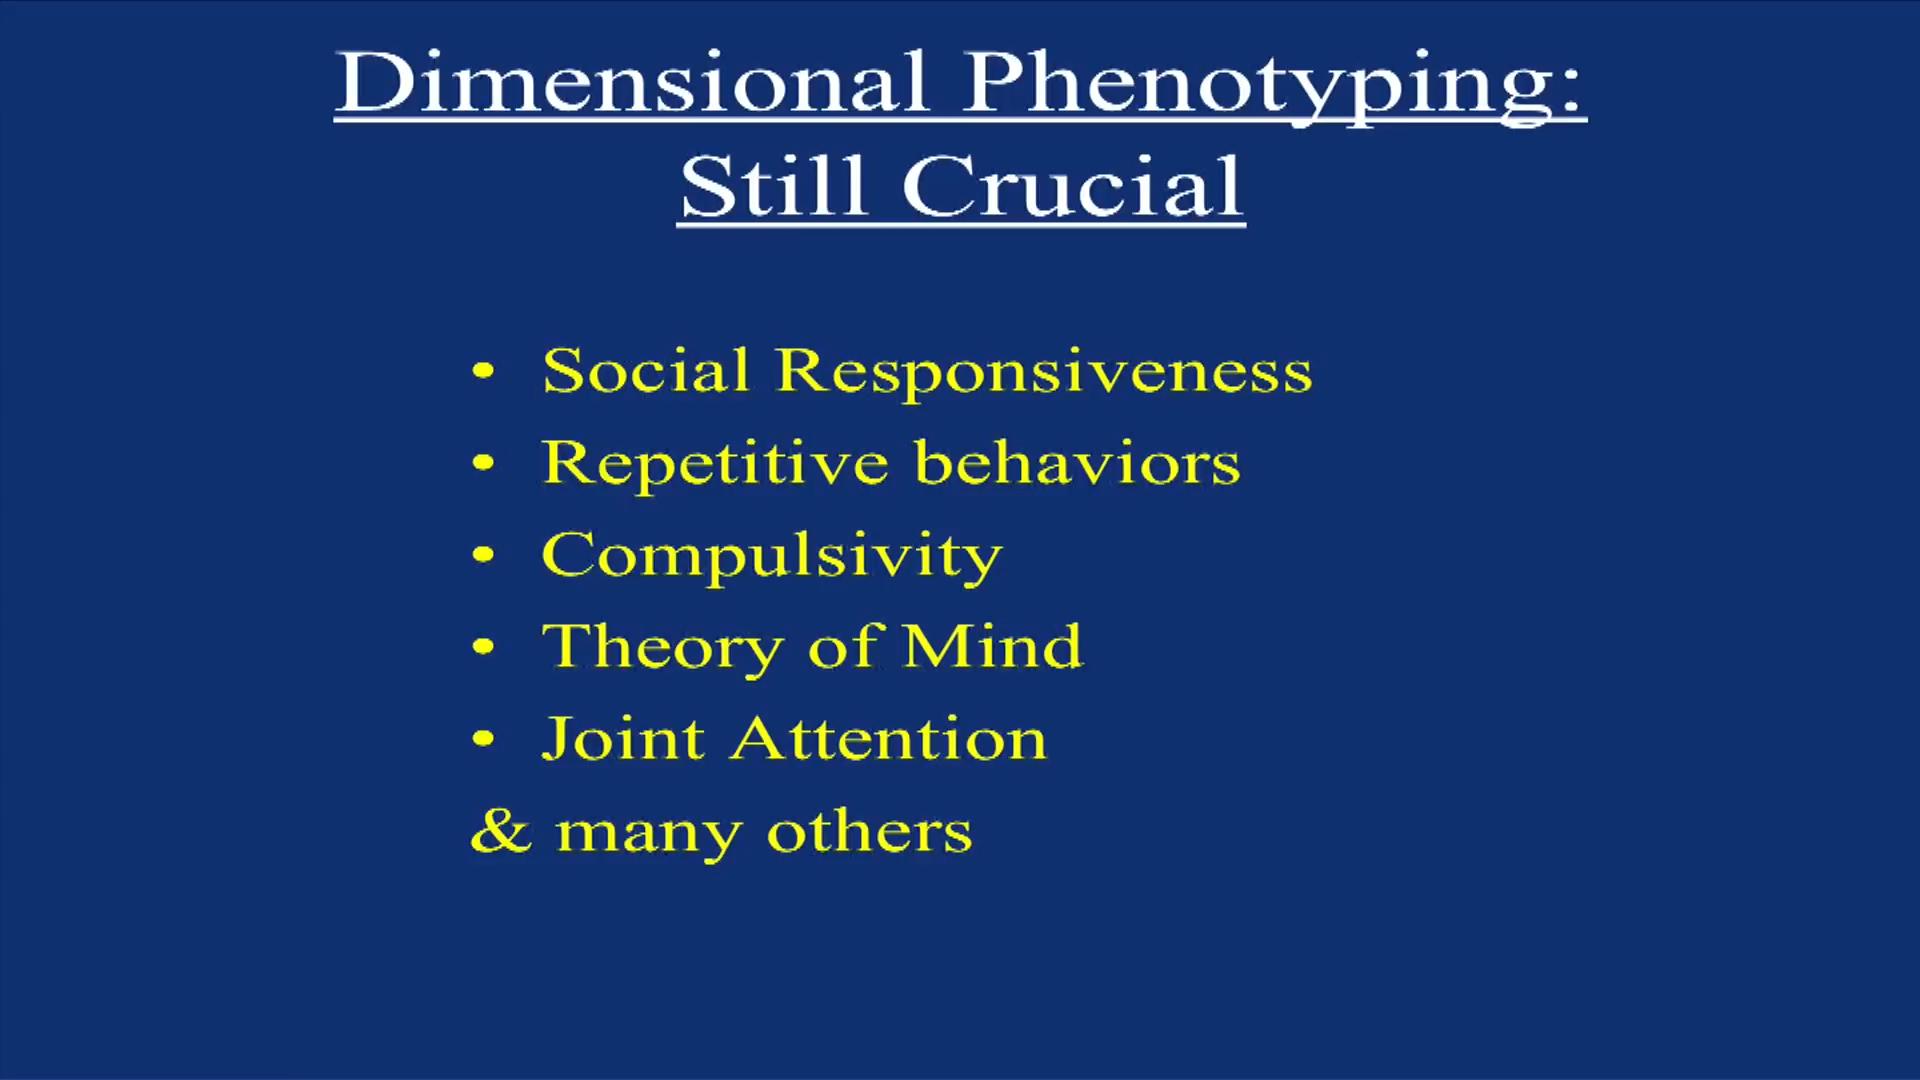 Dimensional Phenotyping:
Still Crucial
• Social Responsiveness
• Repetitive behaviors
• Compulsivity
• Theory of Mind
• Joint Attention
& many others